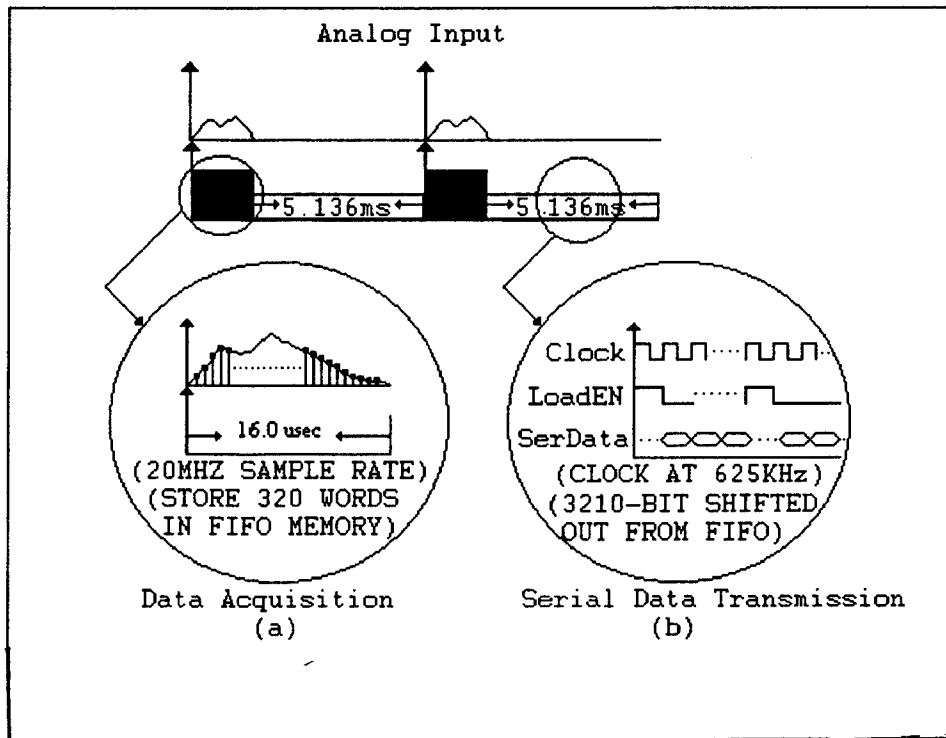 Analog Input
5.136ms
5.136ms
16.0 usec
(20MHZ SAMPLE RATE)
(STORE 320 WORDS
IN FIFO MEMORY)
Data Acquisition
(a)
Clock
LoadEN
SerData
(CLOCK AT 625KHz)
(3210-BIT SHIFTED
OUT FROM FIFO)
Serial Data Transmission
(b)